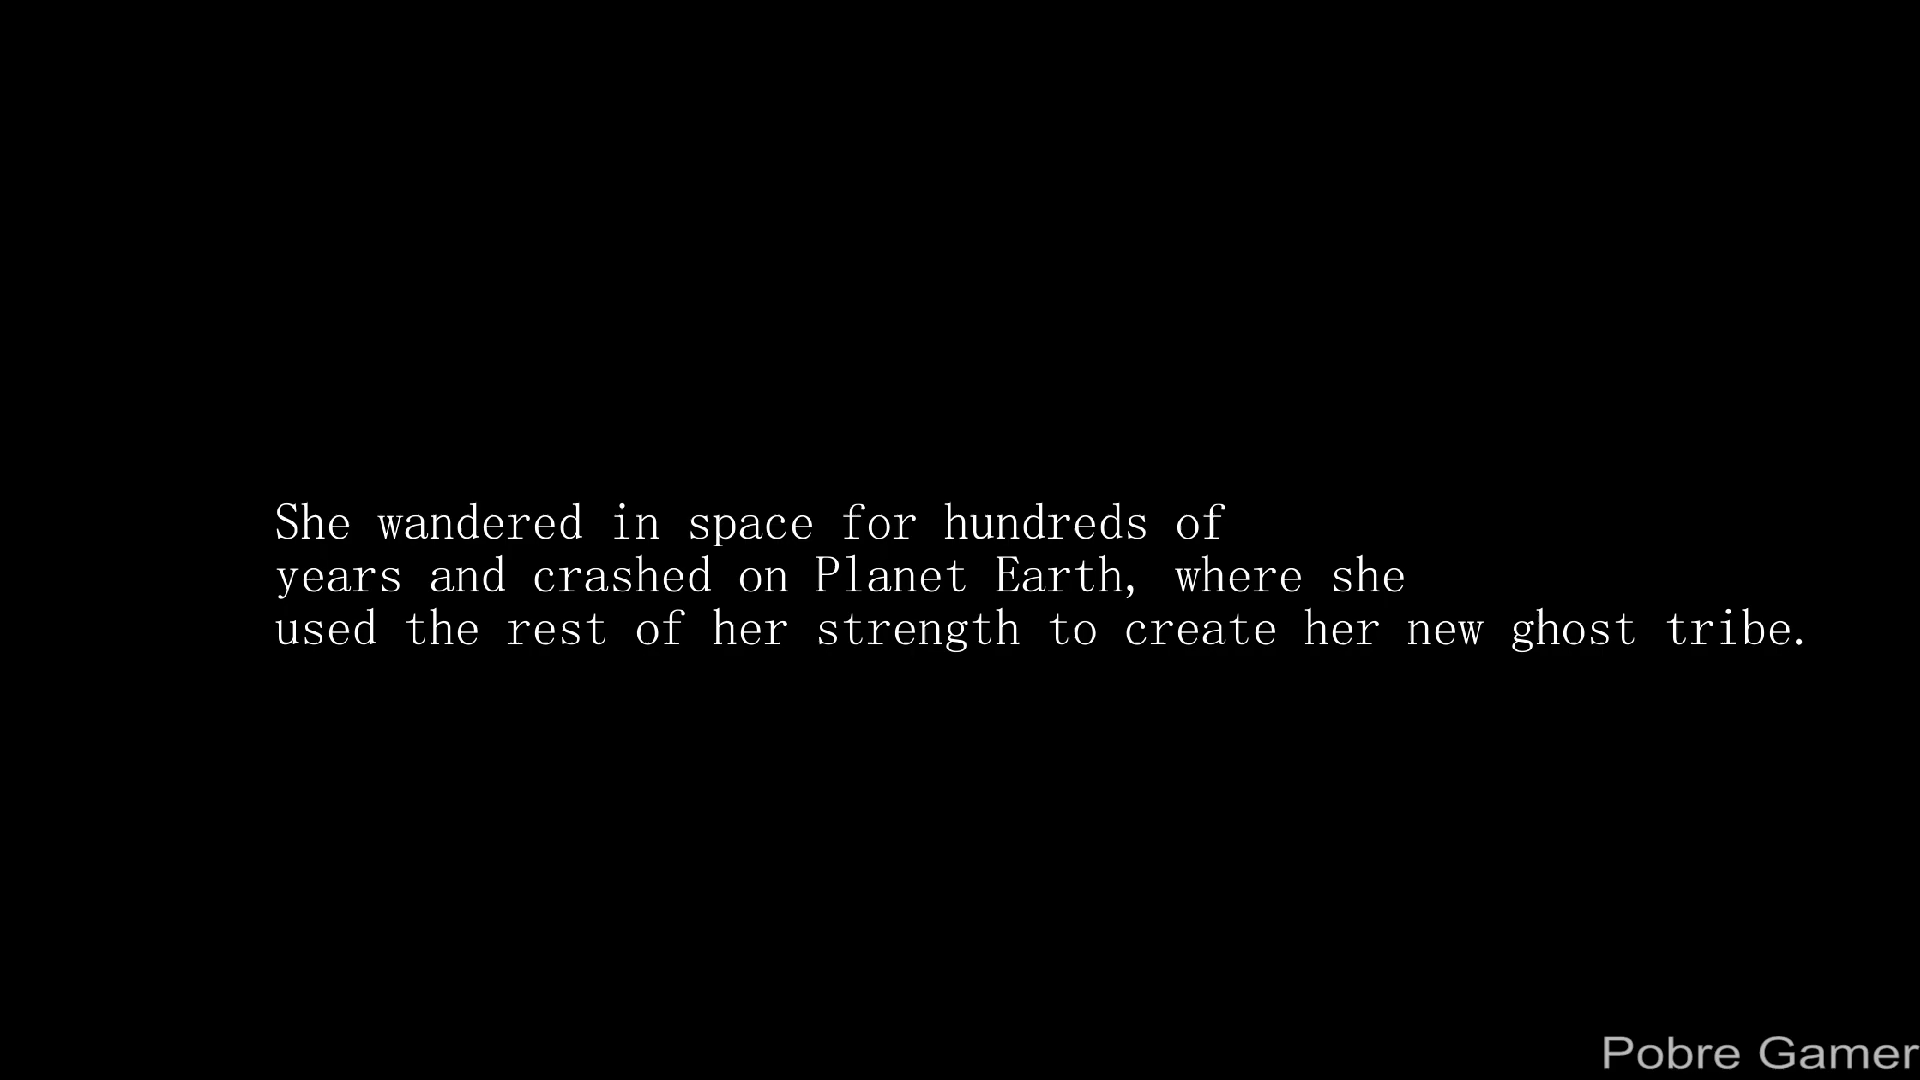 She wandered in space for hundreds of
years and crashed on Planet Earth, where she
used the rest of her strength to create her new ghost tribe.
Pobre Gamer